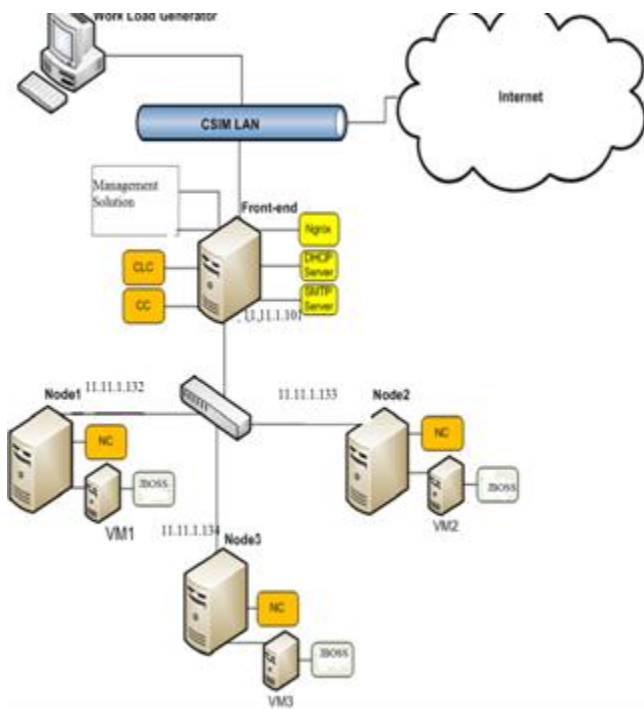 Work Load Generator
Internet
CSIM LAN
Management
Solution
Front-end
Ngnix
CLC
DHCP
Server
CC
SMTP
Server
11.11.1.101
Node1
11.11.1.132
11.11.1.133
Node2
NC
NC
JBOSS
JBOSS
VM1
VM2
11.11.1.134
Node3
NC
JBOSS
VM3